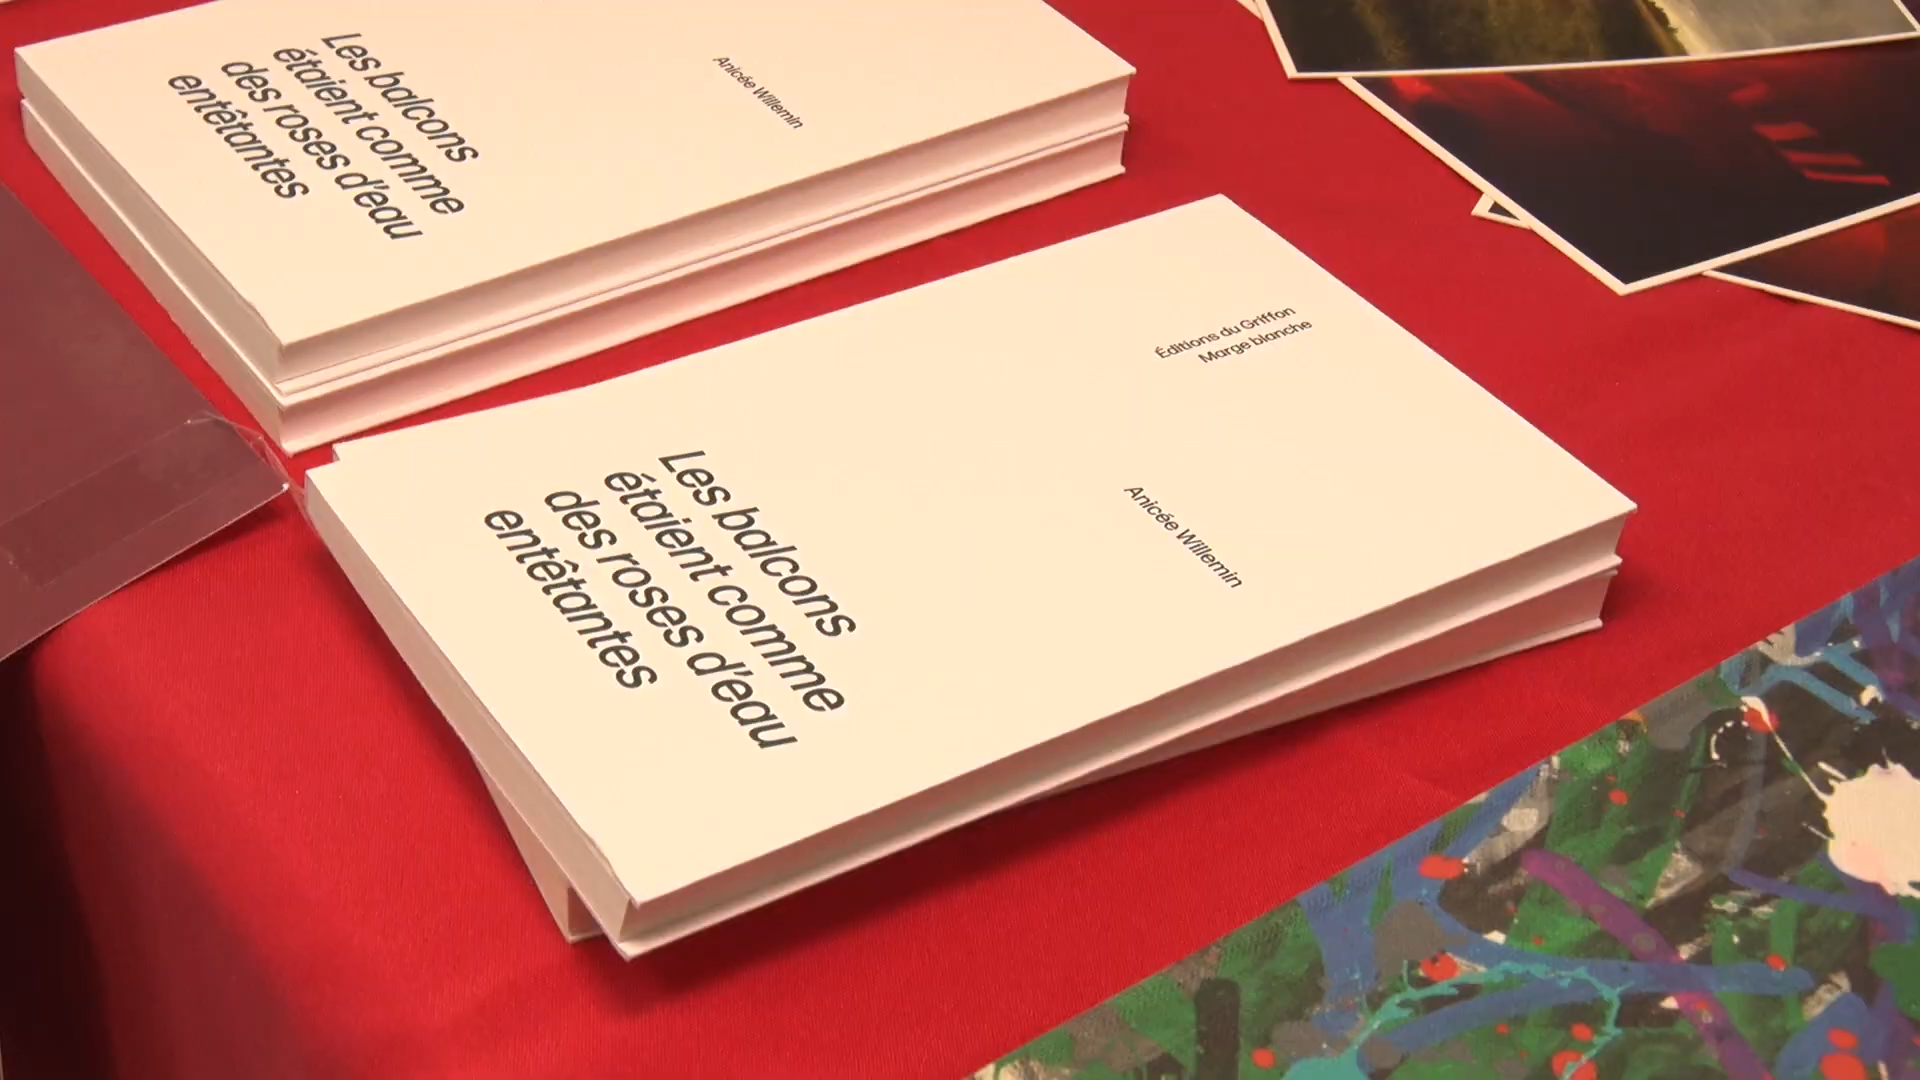 Les balcons
étaient comme
des roses d'eau
entêtantes
Anicée Willemin
Éditions du Griffon
Marge blanche
Les balcons
étaient comme
des roses d'eau
entêtantes
Anicée Willemin